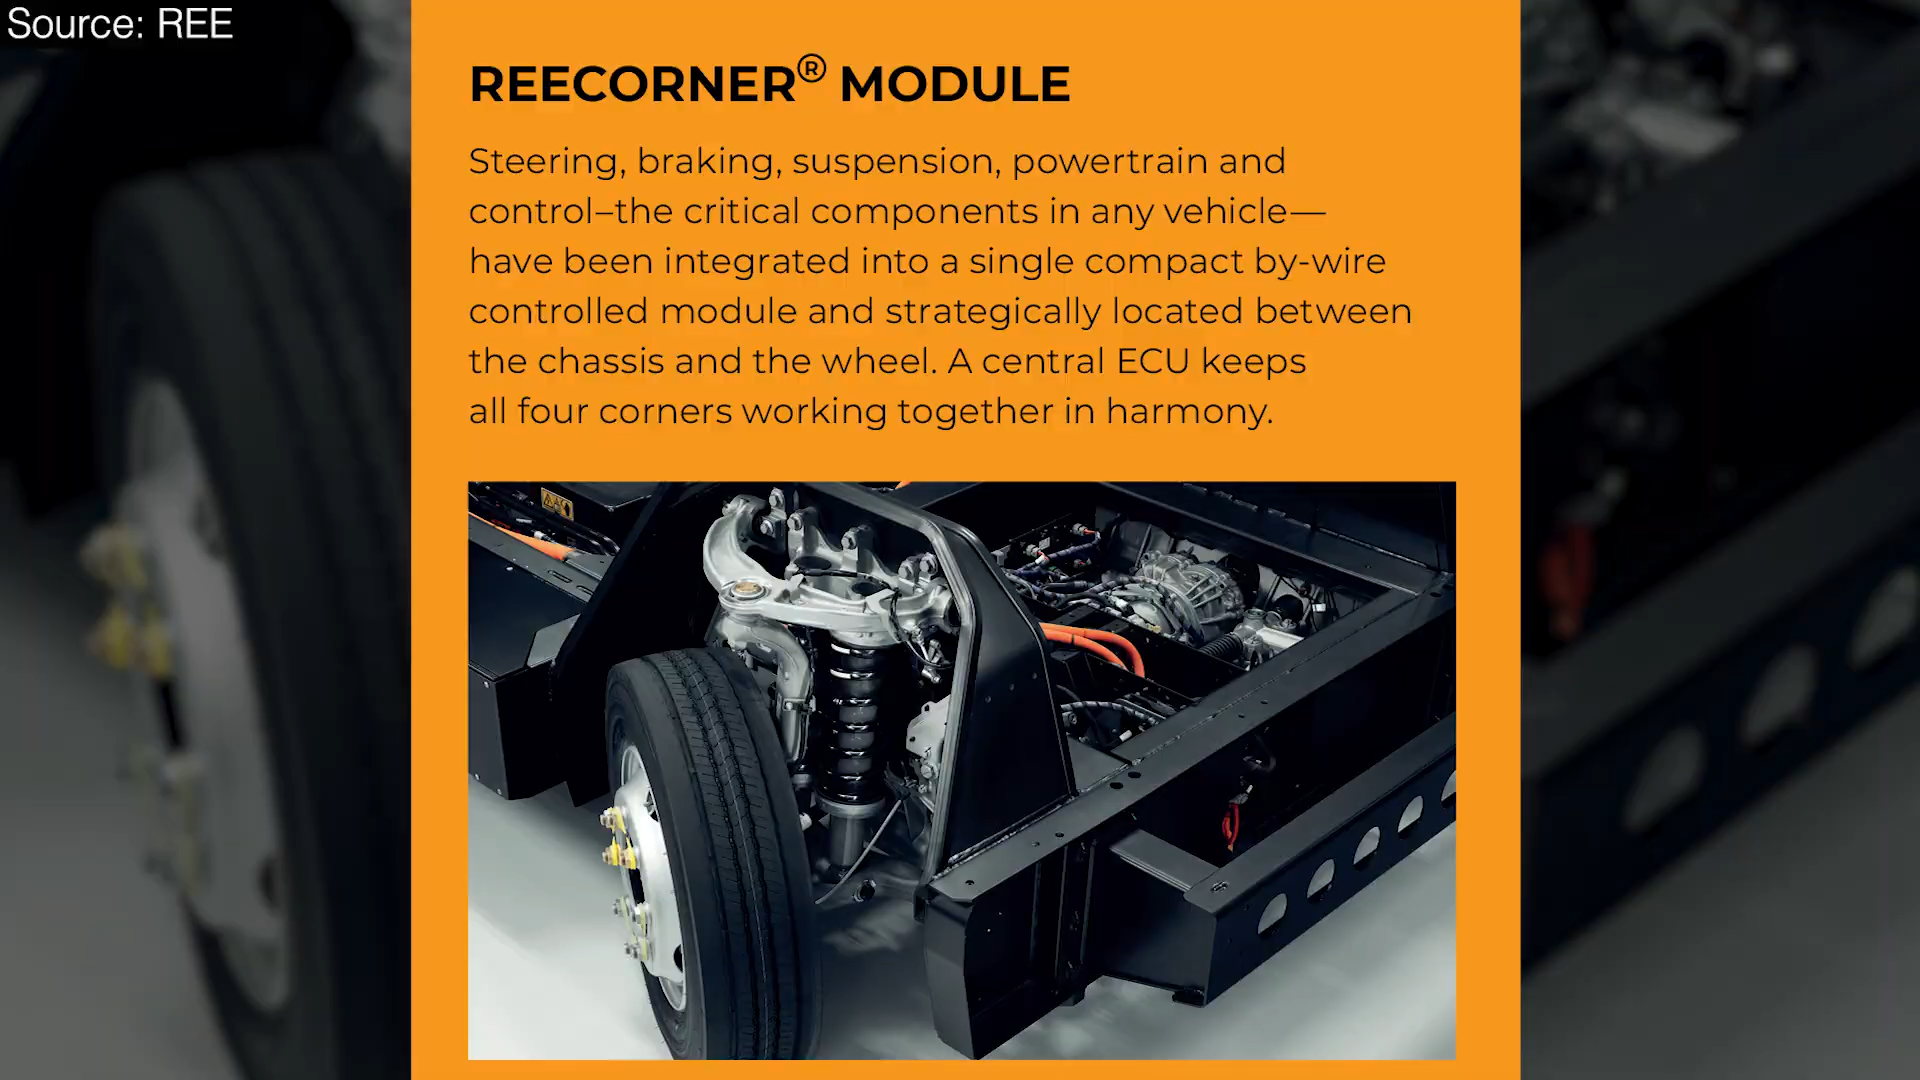 Source: REE
REECORNER® MODULE
Steering, braking, suspension, powertrain and
control–the critical components in any vehicle—
have been integrated into a single compact by-wire
controlled module and strategically located between
the chassis and the wheel. A central ECU keeps
all four corners working together in harmony.